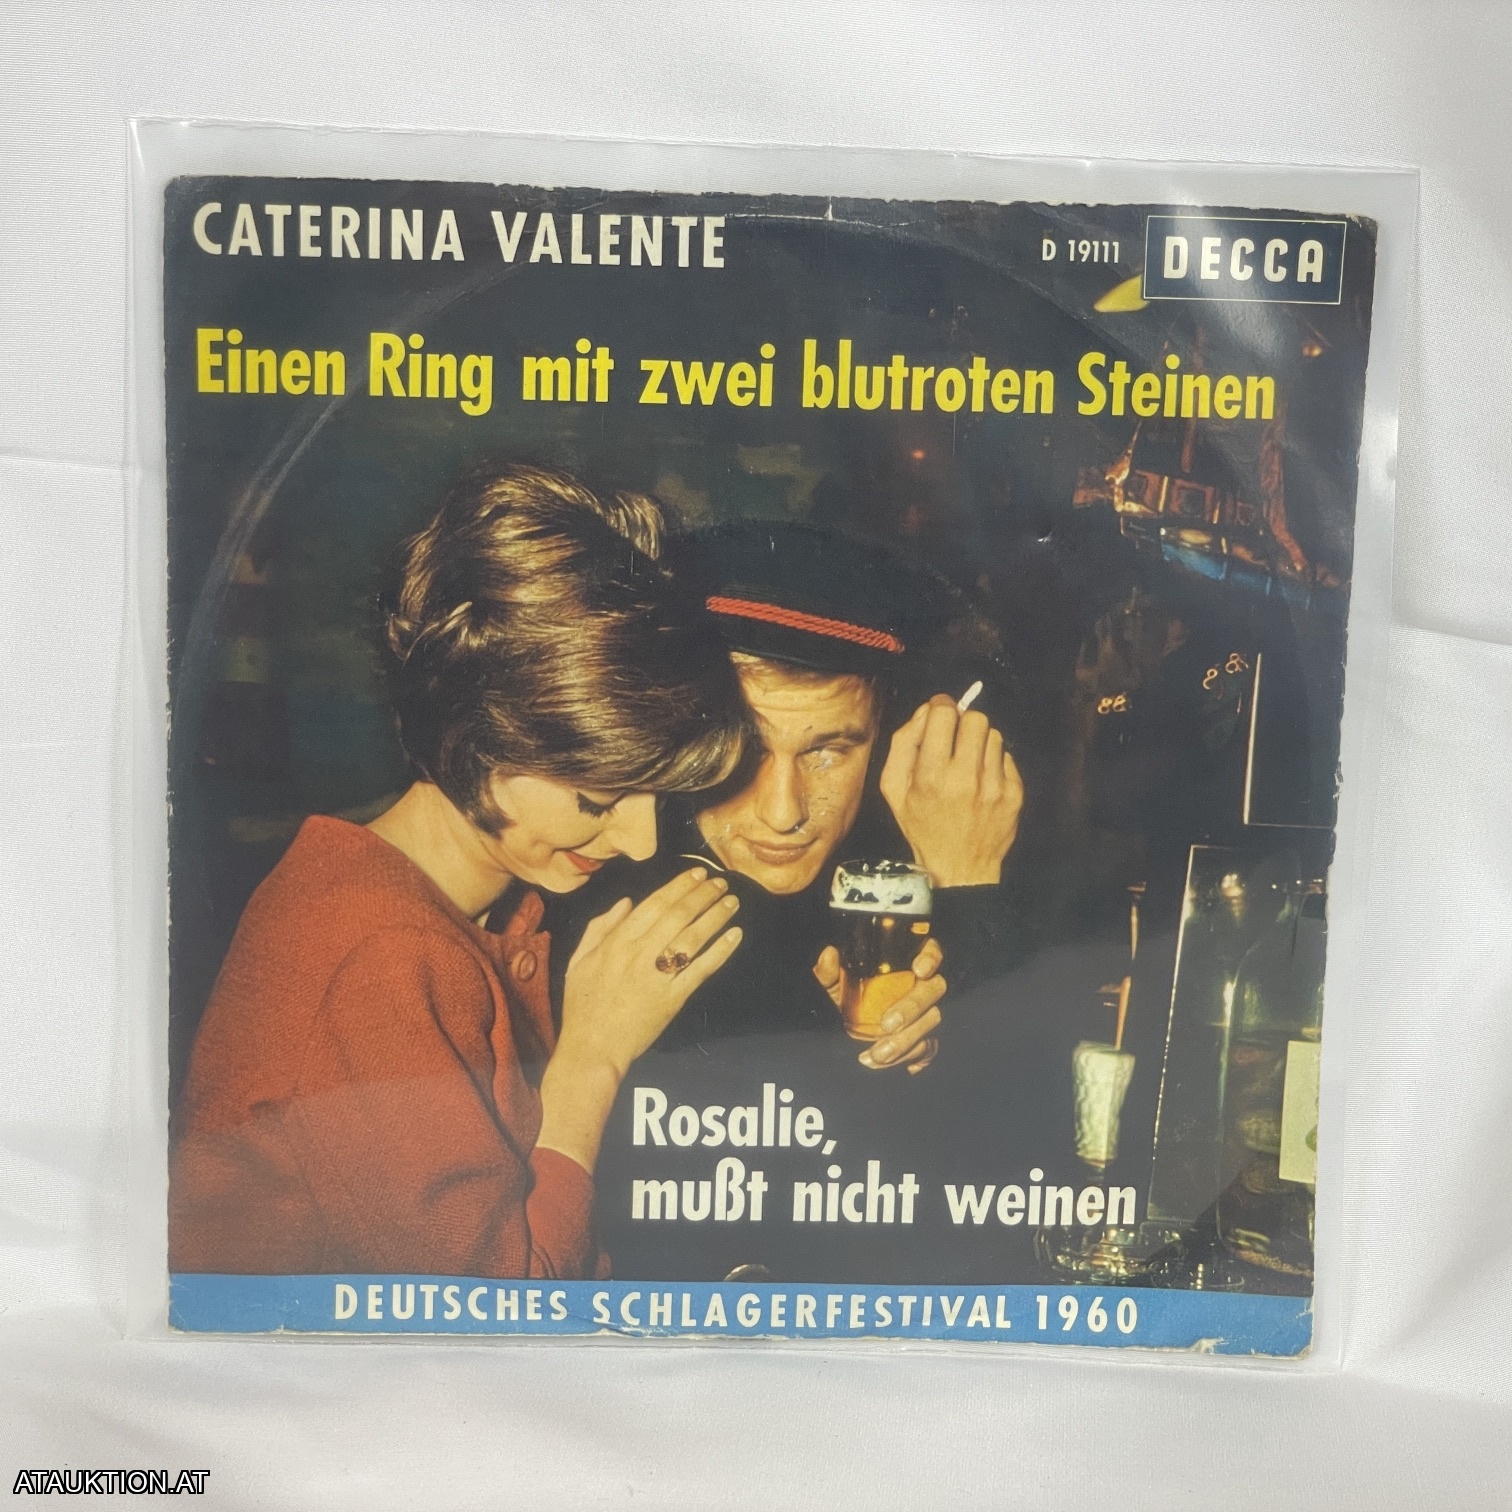 CATERINA VALENTE
D 19111
DECCA
Einen Ring mit zwei blutroten Steinen
Rosalie,
mußt nicht weinen
DEUTSCHES SCHLAGERFESTIVAL 1960
ATAUKTION.AT